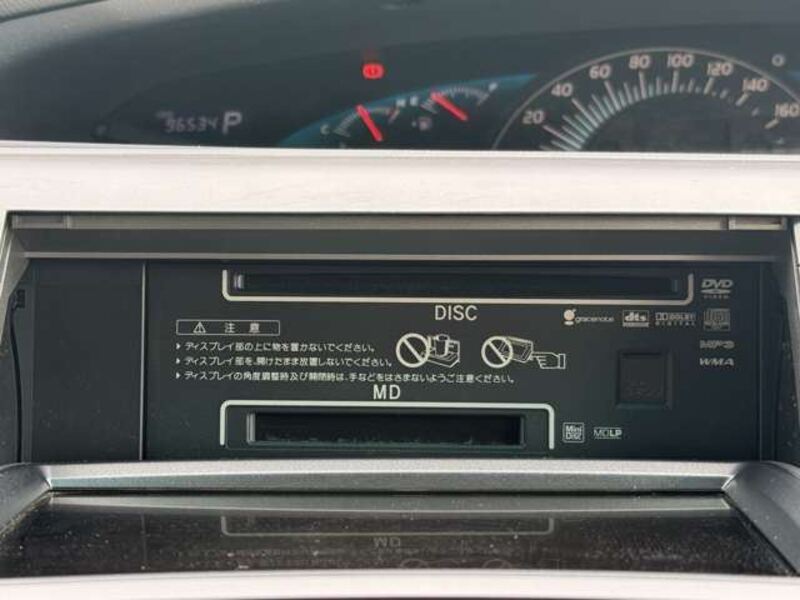 96534 P
C H E F
20 40 60 80 100 120 140 160
DISC
DVD
VIDEO
gracenote dts DOLBY
DIGITAL
⚠ 注 意
▶ディスプレイ部の上に物を置かないでください。
▶ディスプレイ部を、開けたまま放置しないでください。
▶ディスプレイの角度調整時及び開閉時は、手などをはさまないようご注意ください。
MP3
WMA
MD
Mini
DISC
MDLP
MD